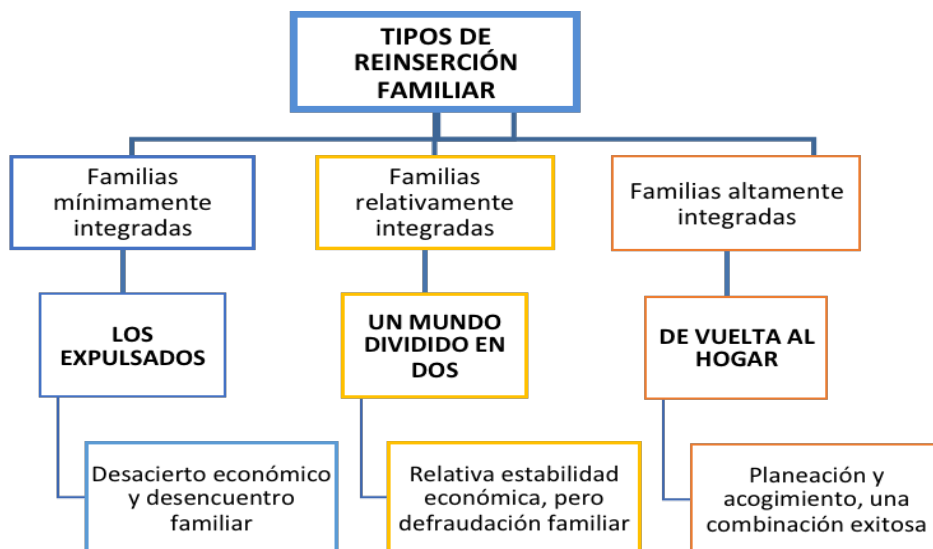 TIPOS DE
REINSERCIÓN
FAMILIAR
Familias
mínimamente
integradas
Familias
relativamente
integradas
Familias altamente
integradas
LOS
EXPULSADOS
UN MUNDO
DIVIDIDO EN
DOS
DE VUELTA AL
HOGAR
Desacierto económico
y desencuentro
familiar
Relativa estabilidad
económica, pero
defraudación familiar
Planeación y
acogimiento, una
combinación exitosa